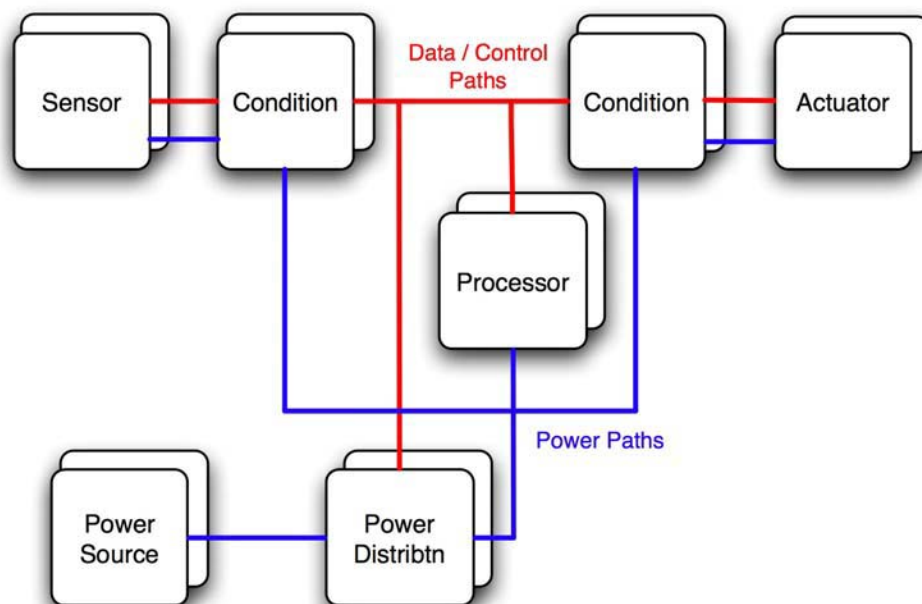 Data / Control
Paths
Sensor
Condition
Condition
Actuator
Processor
Power Paths
Power
Source
Power
Distribtn